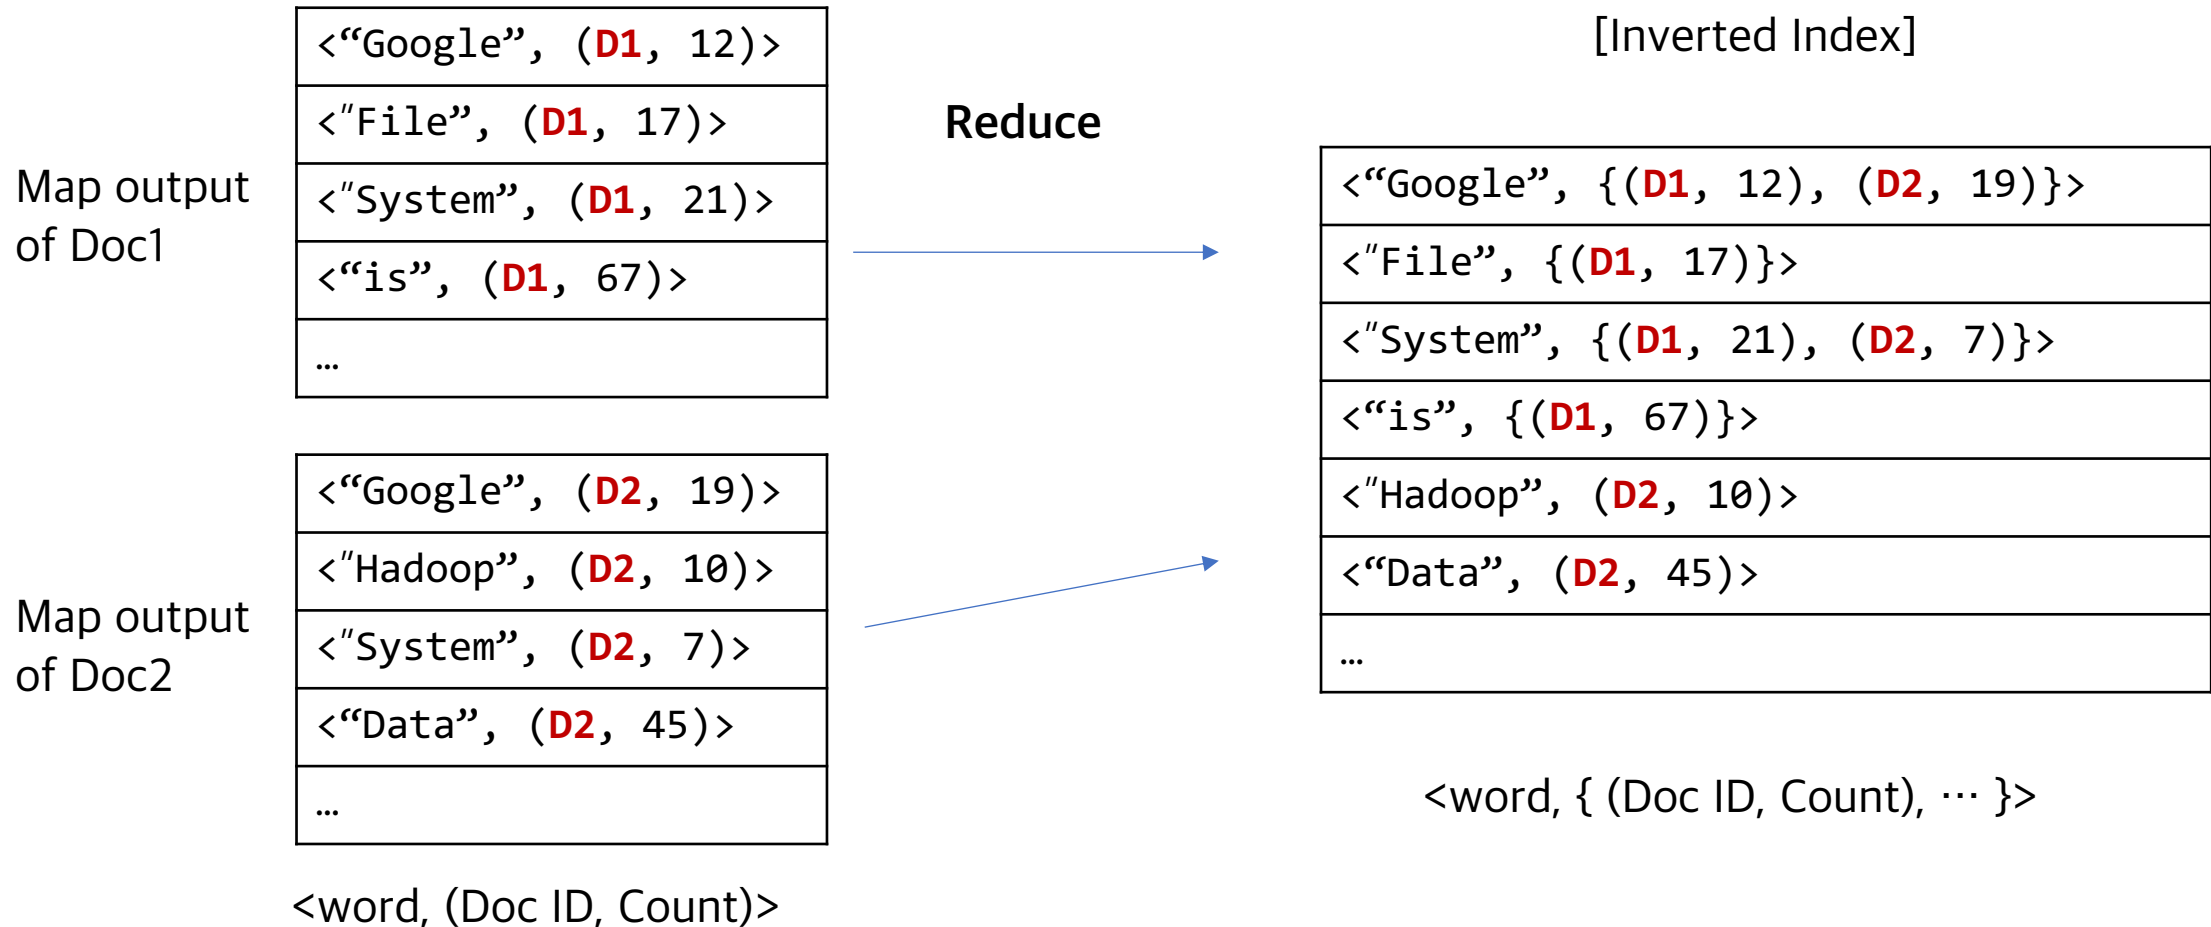 Map output
of Doc1
<“Google”, (D1, 12)>
<"File”, (D1, 17)>
<"System”, (D1, 21)>
<“is”, (D1, 67)>
…
Map output
of Doc2
<“Google”, (D2, 19)>
<"Hadoop”, (D2, 10)>
<"System”, (D2, 7)>
<“Data”, (D2, 45)>
…
<word, (Doc ID, Count)>
Reduce
[Inverted Index]
<“Google”, {(D1, 12), (D2, 19)}>
<"File”, {(D1, 17)}>
<"System”, {(D1, 21), (D2, 7)}>
<“is”, {(D1, 67)}>
<"Hadoop”, (D2, 10)>
<“Data”, (D2, 45)>
…
<word, { (Doc ID, Count), ⋯ }>